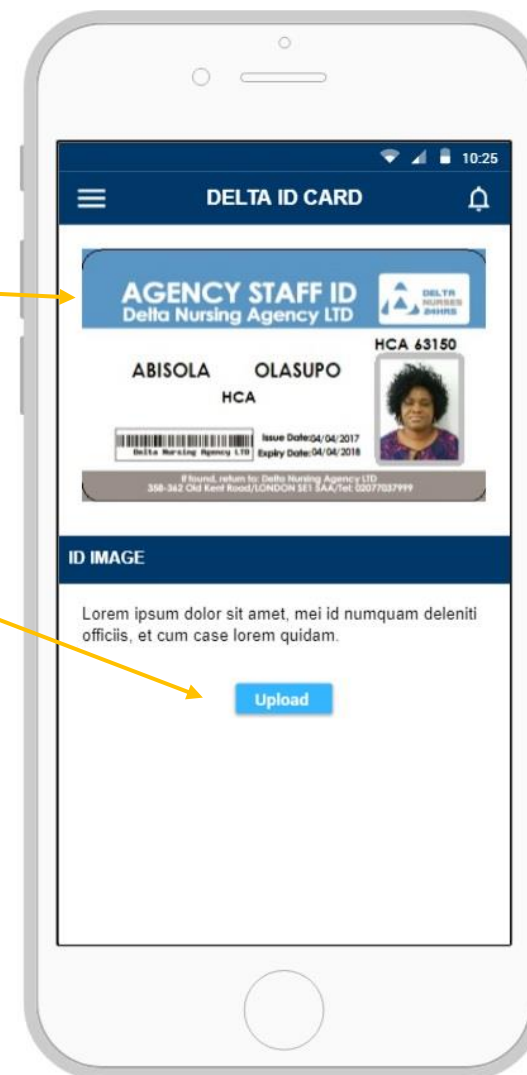 10:25
DELTA ID CARD
AGENCY STAFF ID
Delta Nursing Agency LTD
DELTA
NURSES
24HRS
HCA 63150
ABISOLA OLASUPO
HCA
Delta Nursing Agency LTD
Issue Date:04/04/2017
Expiry Date:04/04/2018
If found, return to: Delta Nursing Agency LTD
358-362 Old Kent Road/LONDON SE1 5AA/Tel: 02077037999
ID IMAGE
Lorem ipsum dolor sit amet, mei id numquam deleniti
officiis, et cum case lorem quidam.
Upload